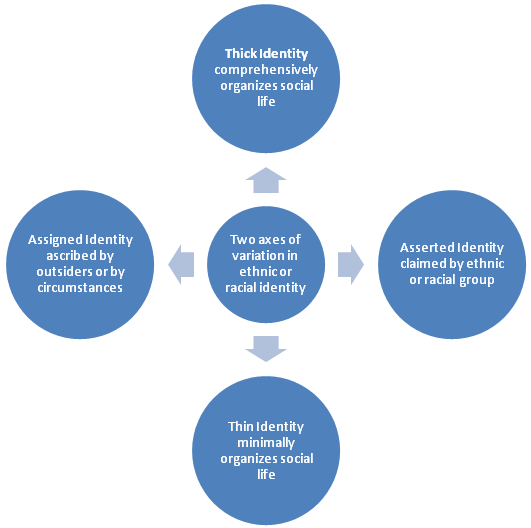 Thick Identity
comprehensively
organizes social
life
Assigned Identity
ascribed by
outsiders or by
circumstances
Two axes of
variation in
ethnic or
racial identity
Asserted Identity
claimed by ethnic
or racial group
Thin Identity
minimally
organizes social
life